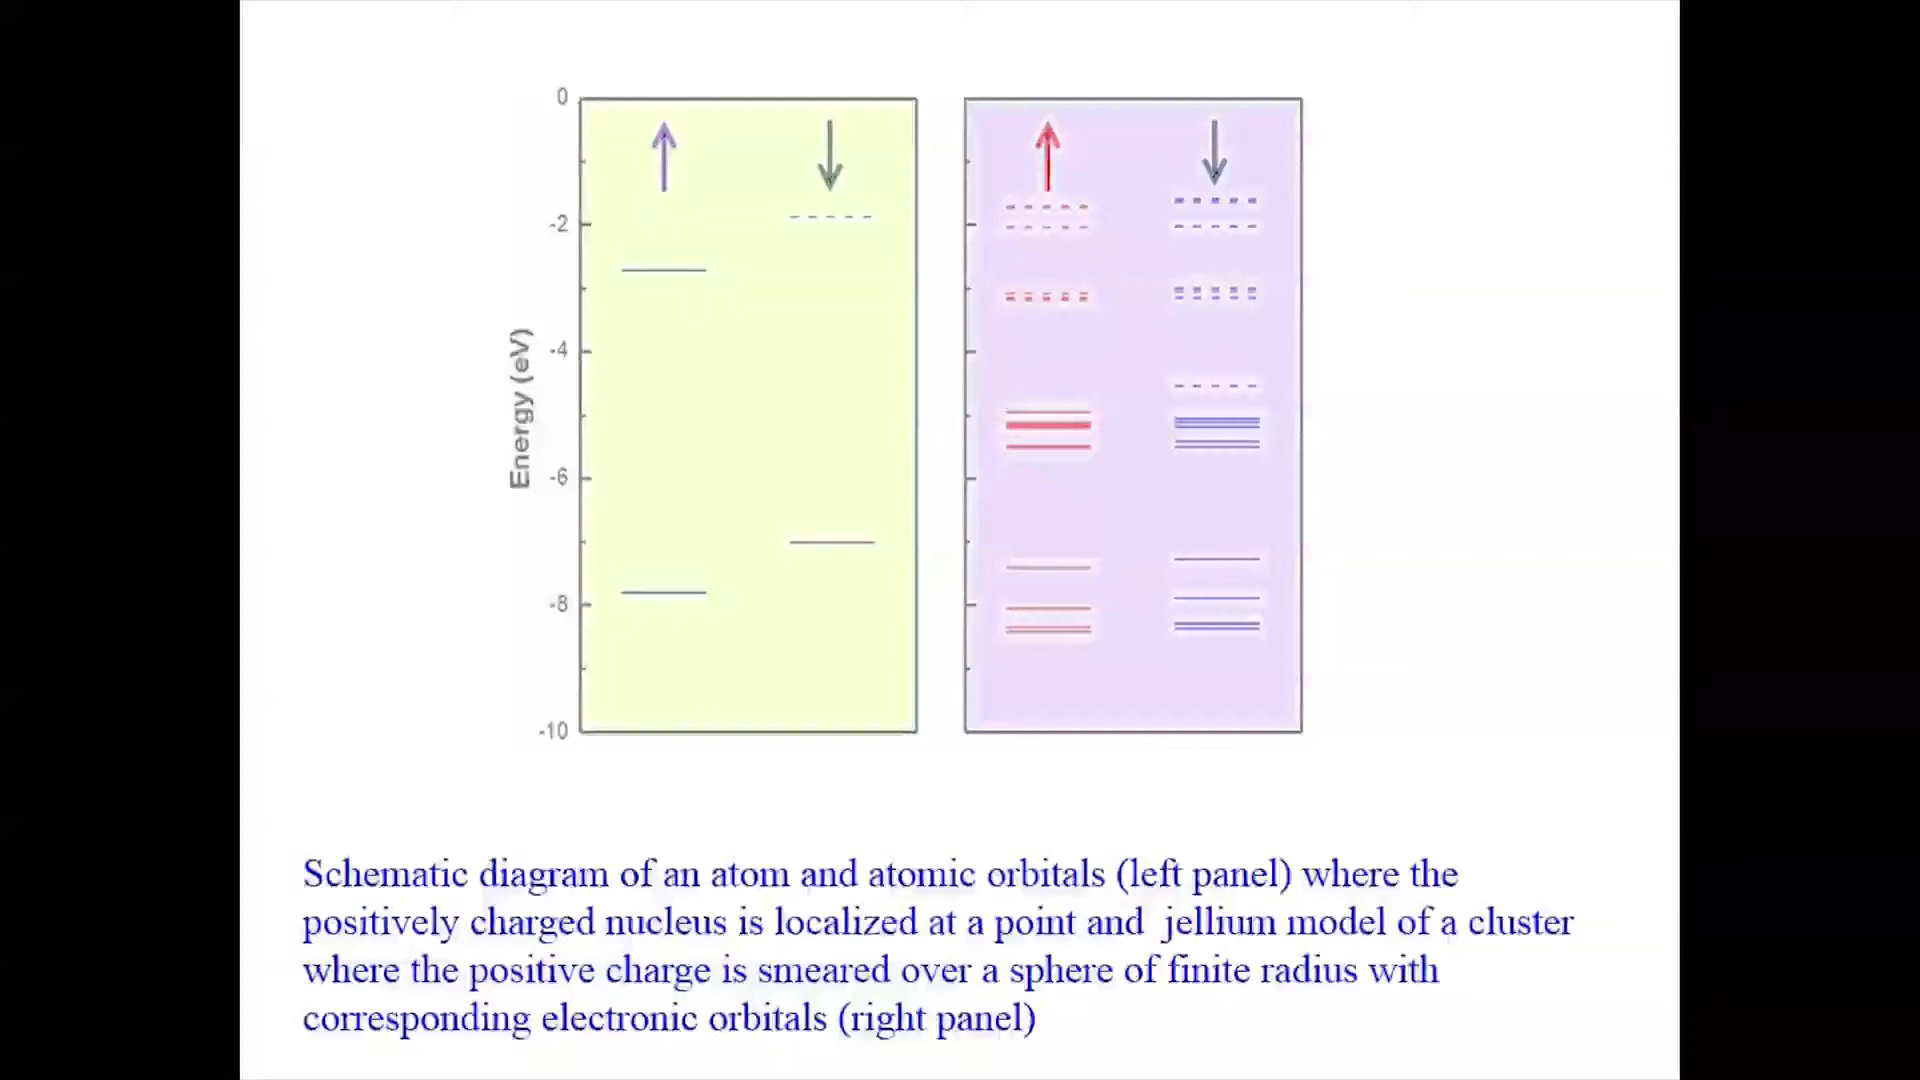 0
-2
-4
-6
-8
-10
Energy (eV)
Schematic diagram of an atom and atomic orbitals (left panel) where the
positively charged nucleus is localized at a point and jellium model of a cluster
where the positive charge is smeared over a sphere of finite radius with
corresponding electronic orbitals (right panel)